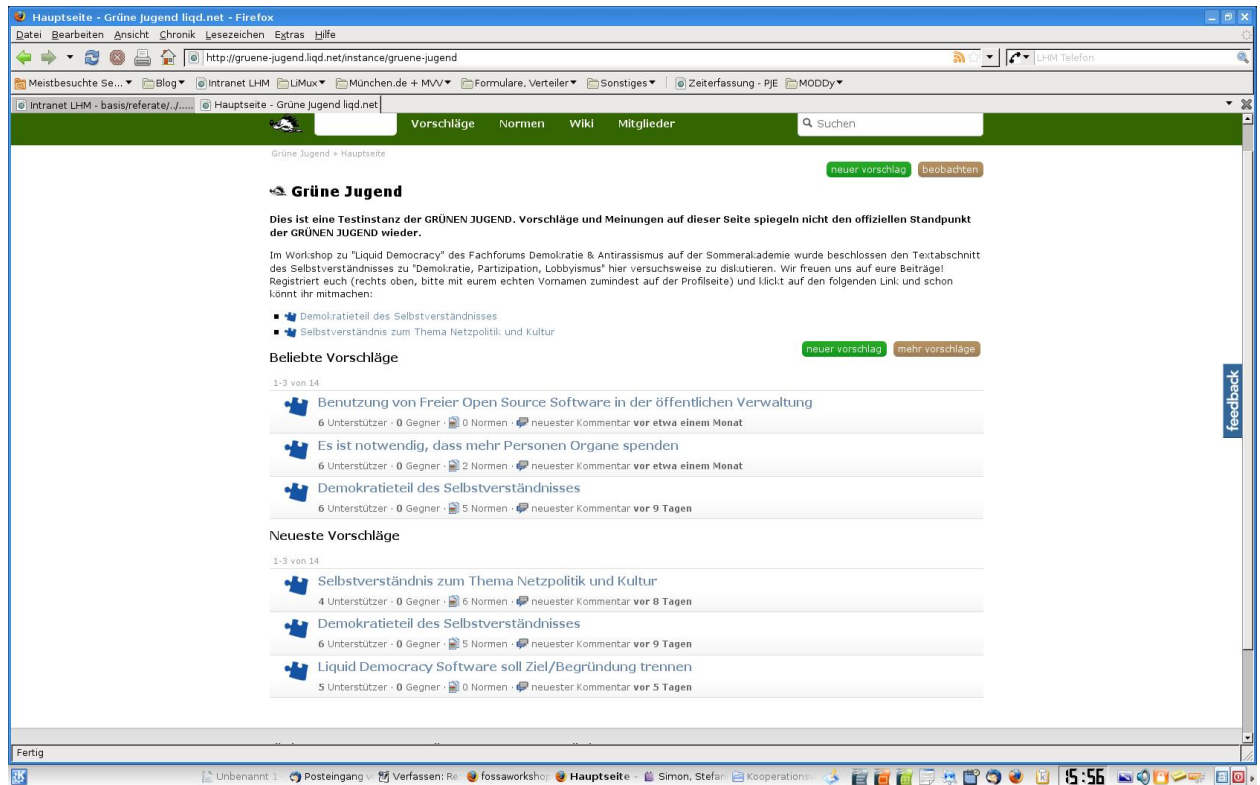 Hauptseite - Grüne Jugend liqd.net - Firefox
Datei Bearbeiten Ansicht Chronik Lesezeichen Extras Hilfe
http://gruene-jugend.liqd.net/instance/gruene-jugend
LHM Telefon
Meistbesuchte Se... Blog Intranet LHM LiMux München.de + MVV Formulare, Verteiler Sonstiges Zeiterfassung - PJE MODDy
Intranet LHM - basis/referate/../..... Hauptseite - Grüne Jugend liqd.net
Vorschläge Normen Wiki Mitglieder Suchen
Grüne Jugend » Hauptseite
neuer vorschlag beobachten
Grüne Jugend
Dies ist eine Testinstanz der GRÜNEN JUGEND. Vorschläge und Meinungen auf dieser Seite spiegeln nicht den offiziellen Standpunkt
der GRÜNEN JUGEND wieder.
Im Workshop zu "Liquid Democracy" des Fachforums Demokratie & Antirassismus auf der Sommerakademie wurde beschlossen den Textabschnitt
des Selbstverständnisses zu "Demokratie, Partizipation, Lobbyismus" hier versuchsweise zu diskutieren. Wir freuen uns auf eure Beiträge!
Registriert euch (rechts oben, bitte mit eurem echten Vornamen zumindest auf der Profilseite) und klickt auf den folgenden Link und schon
könnt ihr mitmachen:
Demokratieteil des Selbstverständnisses
Selbstverständnis zum Thema Netzpolitik und Kultur
neuer vorschlag mehr vorschläge
Beliebte Vorschläge
1-3 von 14
Benutzung von Freier Open Source Software in der öffentlichen Verwaltung
6 Unterstützer · 0 Gegner · 0 Normen · neuester Kommentar vor etwa einem Monat
Es ist notwendig, dass mehr Personen Organe spenden
6 Unterstützer · 0 Gegner · 2 Normen · neuester Kommentar vor etwa einem Monat
Demokratieteil des Selbstverständnisses
6 Unterstützer · 0 Gegner · 5 Normen · neuester Kommentar vor 9 Tagen
feedback
Neueste Vorschläge
1-3 von 14
Selbstverständnis zum Thema Netzpolitik und Kultur
4 Unterstützer · 0 Gegner · 6 Normen · neuester Kommentar vor 8 Tagen
Demokratieteil des Selbstverständnisses
6 Unterstützer · 0 Gegner · 5 Normen · neuester Kommentar vor 9 Tagen
Liquid Democracy Software soll Ziel/Begründung trennen
5 Unterstützer · 0 Gegner · 0 Normen · neuester Kommentar vor 5 Tagen
Fertig
Unbenannt 1 - Posteingang v Verfassen: Re: fossaworkshop Hauptseite - Simon, Stefan Kooperations 15:56